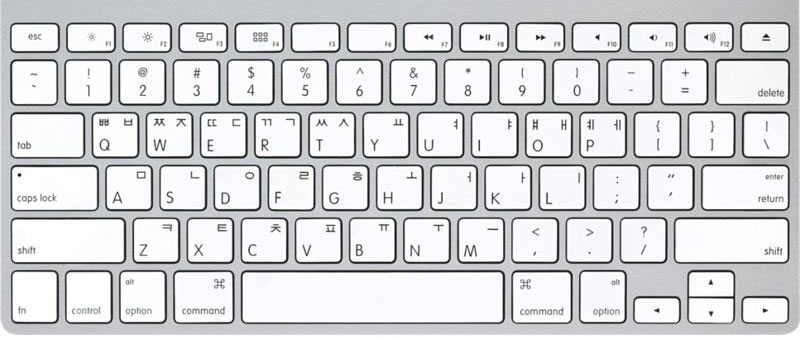 esc F1 F2 F3 F4 F5 F6 F7 F8 F9 F10 F11 F12
~ ! @ # $ % ^ & * ( ) _ +
` 1 2 3 4 5 6 7 8 9 0 - = delete
ㅃ ㅂ ㅉ ㅈ ㄸ ㄷ ㄲ ㄱ ㅆ ㅅ ㅛ ㅕ ㅑ ㅒ ㅐ ㅖ ㅔ { } |
tab Q W E R T Y U I O P [ ] \
ㅁ ㄴ ㅇ ㄹ ㅎ ㅗ ㅓ ㅏ ㅣ : " enter
caps lock A S D F G H J K L ; ' return
ㅋ ㅌ ㅊ ㅍ ㅠ ㅜ ㅡ < > ?
shift Z X C V B N M , . / shift
alt ⌘ ⌘ alt
fn control option command command option